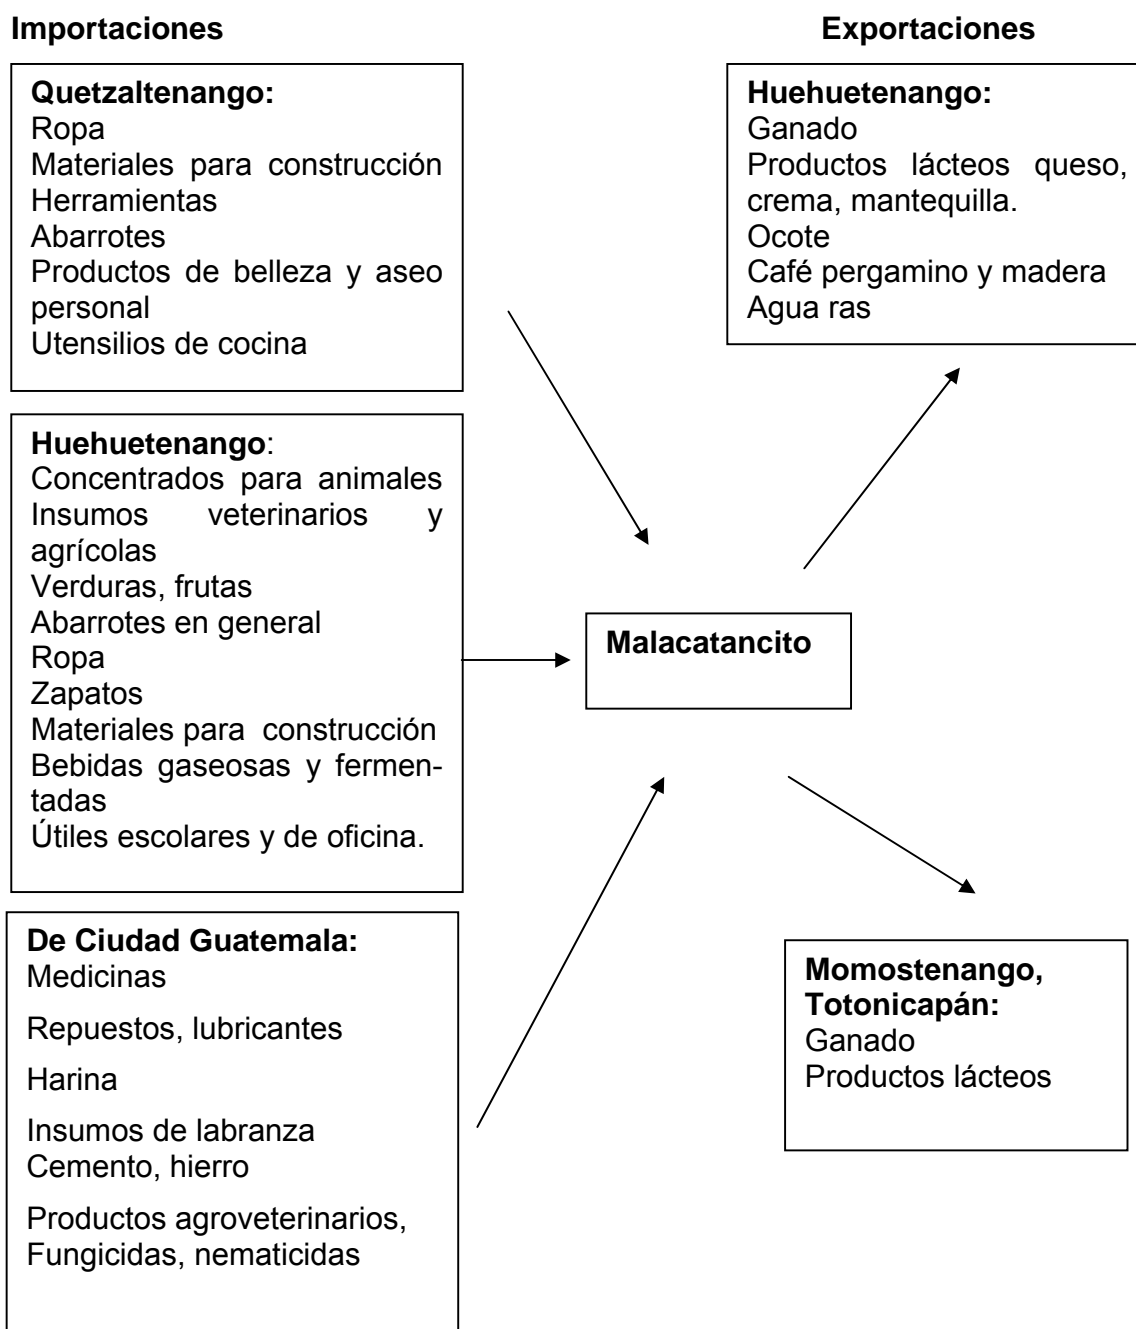 Importaciones
Exportaciones
Quetzaltenango:
Ropa
Materiales para construcción
Herramientas
Abarrotes
Productos de belleza y aseo
personal
Utensilios de cocina
Huehuetenango:
Concentrados para animales
Insumos veterinarios y
agrícolas
Verduras, frutas
Abarrotes en general
Ropa
Zapatos
Materiales para construcción
Bebidas gaseosas y fermen-
tadas
Útiles escolares y de oficina.
De Ciudad Guatemala:
Medicinas
Repuestos, lubricantes
Harina
Insumos de labranza
Cemento, hierro
Productos agroveterinarios,
Fungicidas, nematicidas
Malacatancito
Huehuetenango:
Ganado
Productos lácteos queso,
crema, mantequilla.
Ocote
Café pergamino y madera
Agua ras
Momostenango,
Totonicapán:
Ganado
Productos lácteos